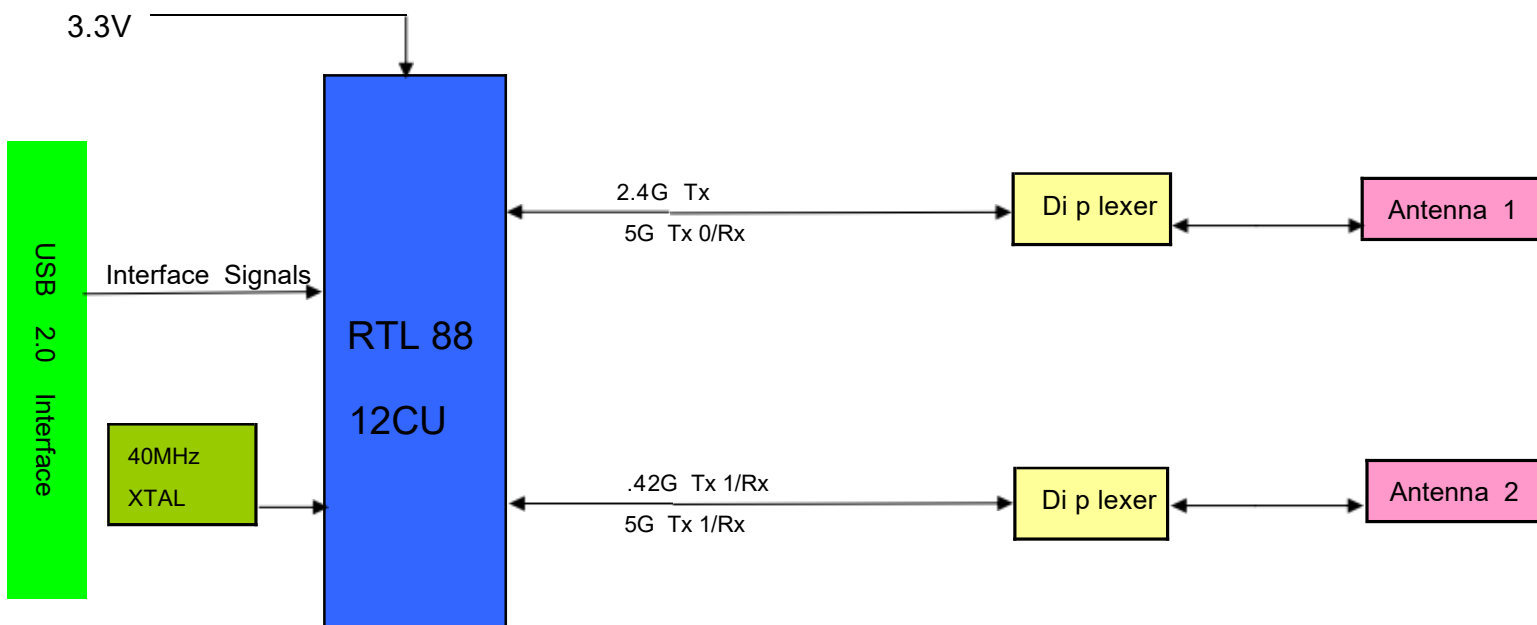 3.3V
2.4G Tx
5G Tx 0/Rx
Di p lexer
Antenna 1
USB 2.0 Interface
Interface Signals
RTL 88
12CU
40MHz
XTAL
.42G Tx 1/Rx
5G Tx 1/Rx
Di p lexer
Antenna 2